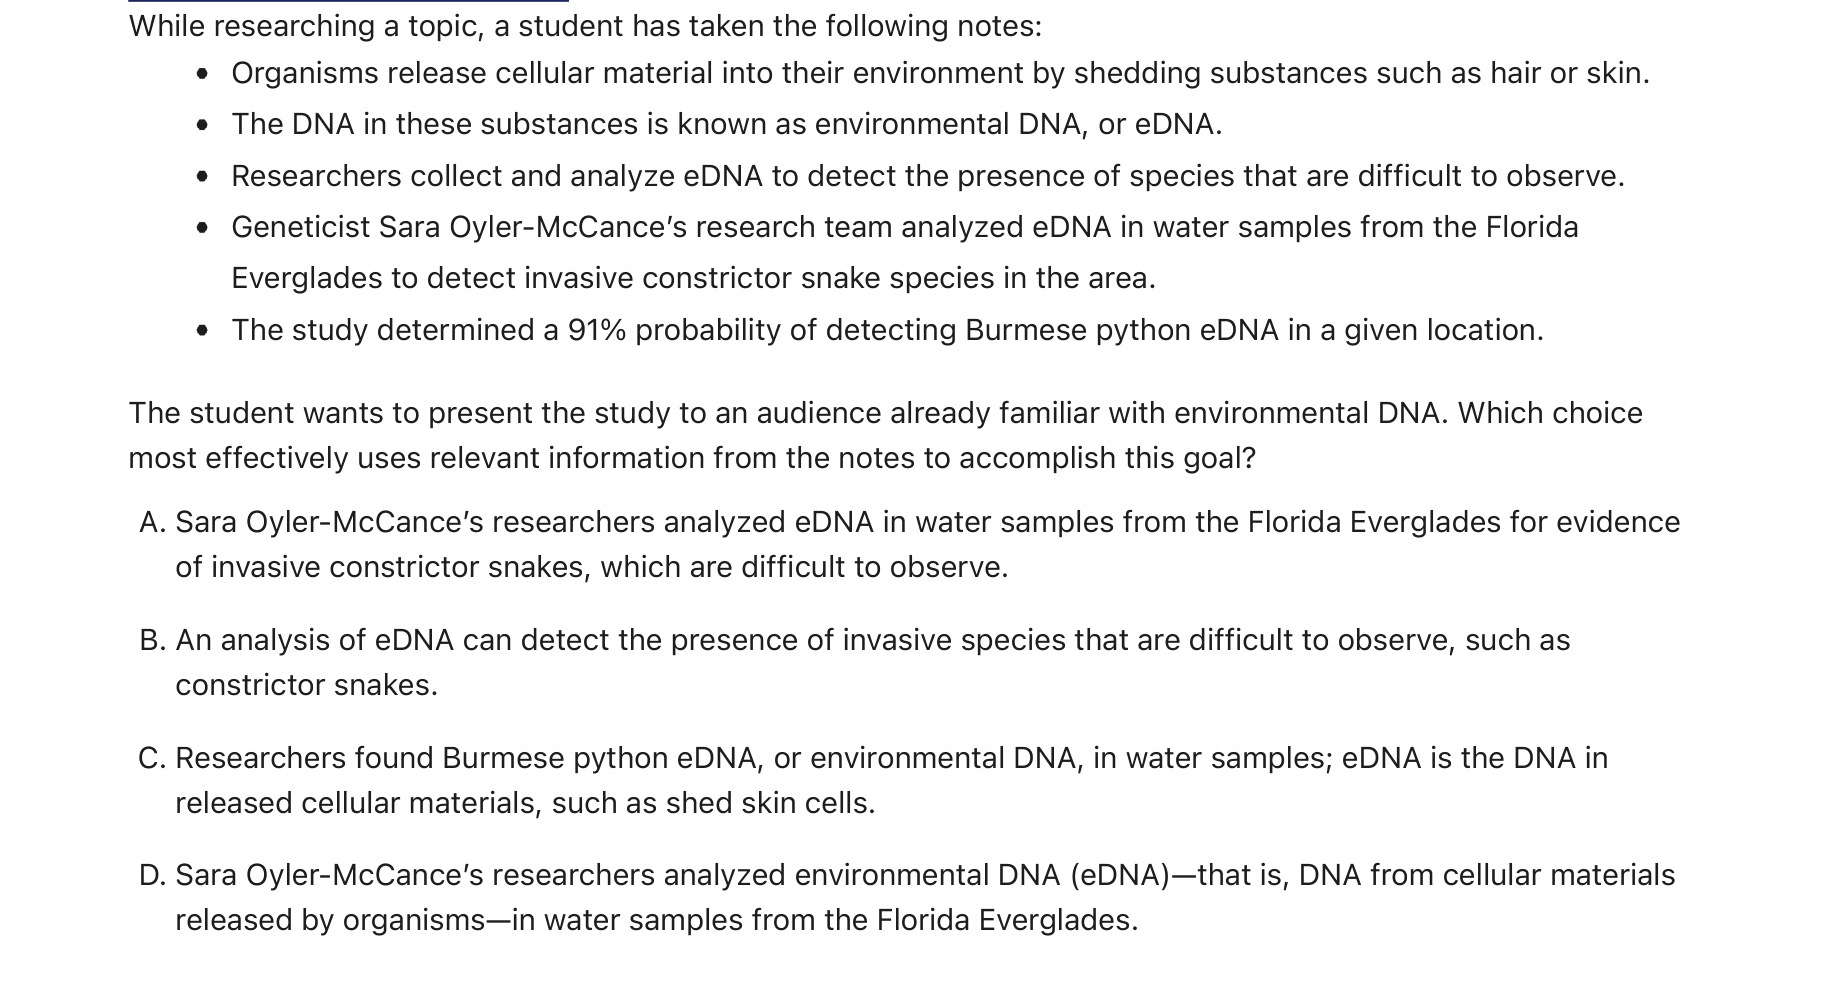 While researching a topic, a student has taken the following notes:
• Organisms release cellular material into their environment by shedding substances such as hair or skin.
• The DNA in these substances is known as environmental DNA, or eDNA.
• Researchers collect and analyze eDNA to detect the presence of species that are difficult to observe.
• Geneticist Sara Oyler-McCance’s research team analyzed eDNA in water samples from the Florida
Everglades to detect invasive constrictor snake species in the area.
• The study determined a 91% probability of detecting Burmese python eDNA in a given location.
The student wants to present the study to an audience already familiar with environmental DNA. Which choice
most effectively uses relevant information from the notes to accomplish this goal?
A. Sara Oyler-McCance’s researchers analyzed eDNA in water samples from the Florida Everglades for evidence
of invasive constrictor snakes, which are difficult to observe.
B. An analysis of eDNA can detect the presence of invasive species that are difficult to observe, such as
constrictor snakes.
C. Researchers found Burmese python eDNA, or environmental DNA, in water samples; eDNA is the DNA in
released cellular materials, such as shed skin cells.
D. Sara Oyler-McCance’s researchers analyzed environmental DNA (eDNA)—that is, DNA from cellular materials
released by organisms—in water samples from the Florida Everglades.